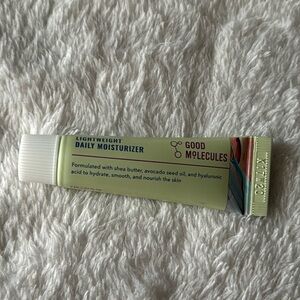 LIGHTWEIGHT
DAILY MOISTURIZER
GOOD
MOLECULES
Formulated with shea butter, avocado seed oil, and hyaluronic
acid to hydrate, smooth, and nourish the skin